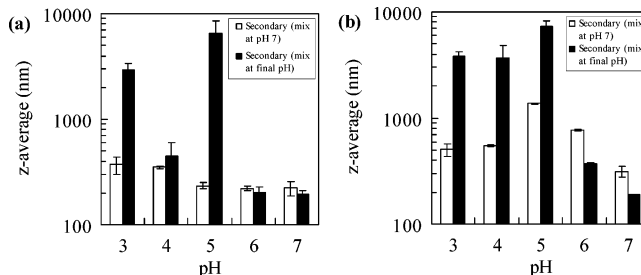 (a)
10000
1000
100
z-average (nm)
Secondary (mix
at pH 7)
Secondary (mix
at final pH)
3 4 5 6 7
pH
(b)
10000
1000
100
z-average (nm)
Secondary (mix
at pH 7)
Secondary (mix
at final pH)
3 4 5 6 7
pH